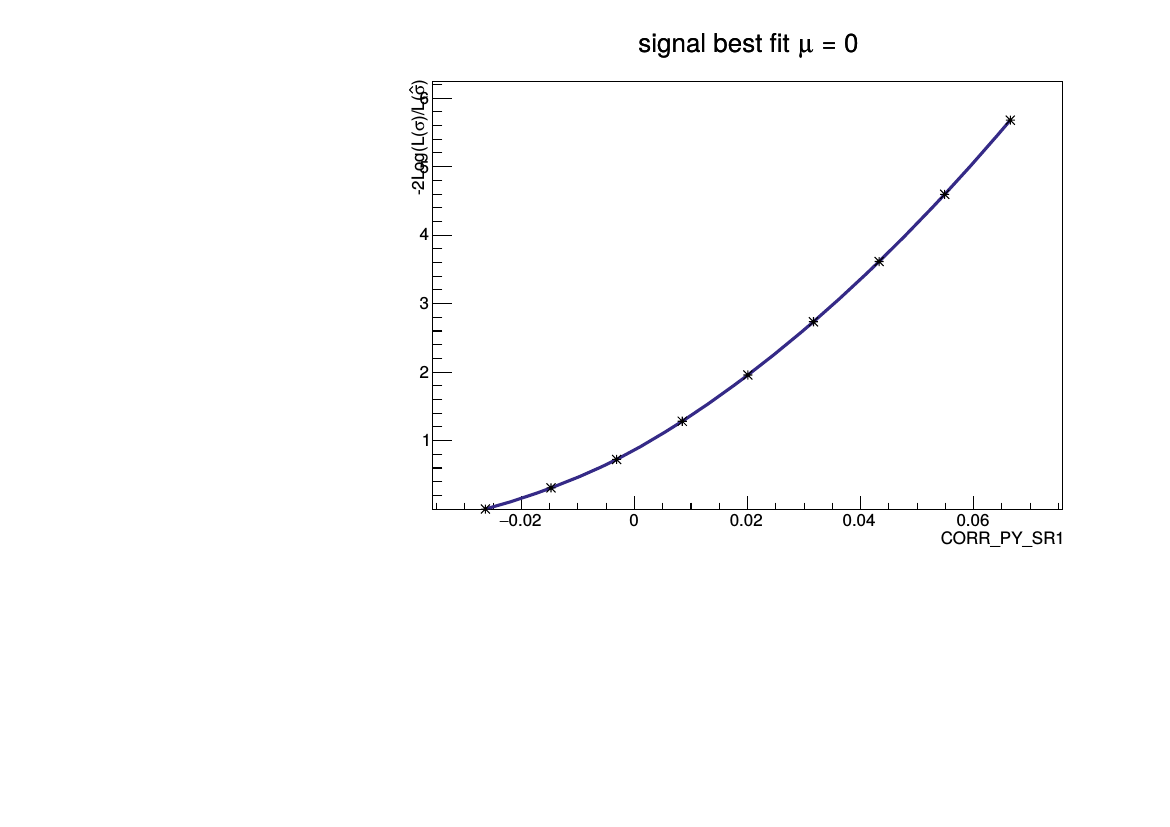 signal best fit μ = 0
-2Log(L(σ)/L(σ̂)
6
5
4
3
2
1
−0.02 0 0.02 0.04 0.06
CORR_PY_SR1